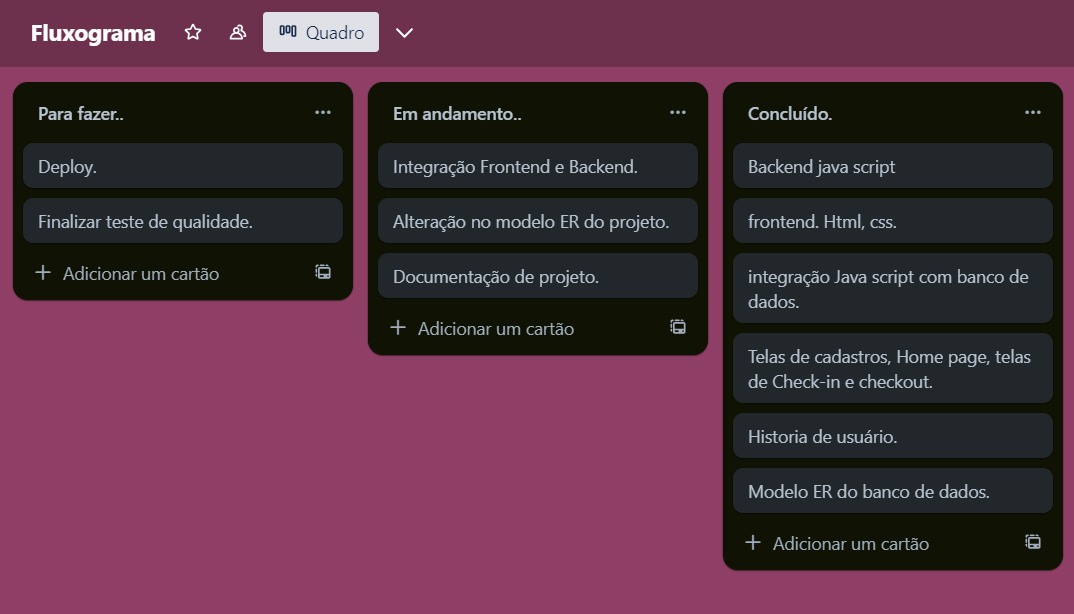 Fluxograma
Quadro
Para fazer..
Deploy.
Finalizar teste de qualidade.
Adicionar um cartão
Em andamento..
Integração Frontend e Backend.
Alteração no modelo ER do projeto.
Documentação de projeto.
Adicionar um cartão
Concluído.
Backend java script
frontend. Html, css.
integração Java script com banco de
dados.
Telas de cadastros, Home page, telas
de Check-in e checkout.
Historia de usuário.
Modelo ER do banco de dados.
Adicionar um cartão